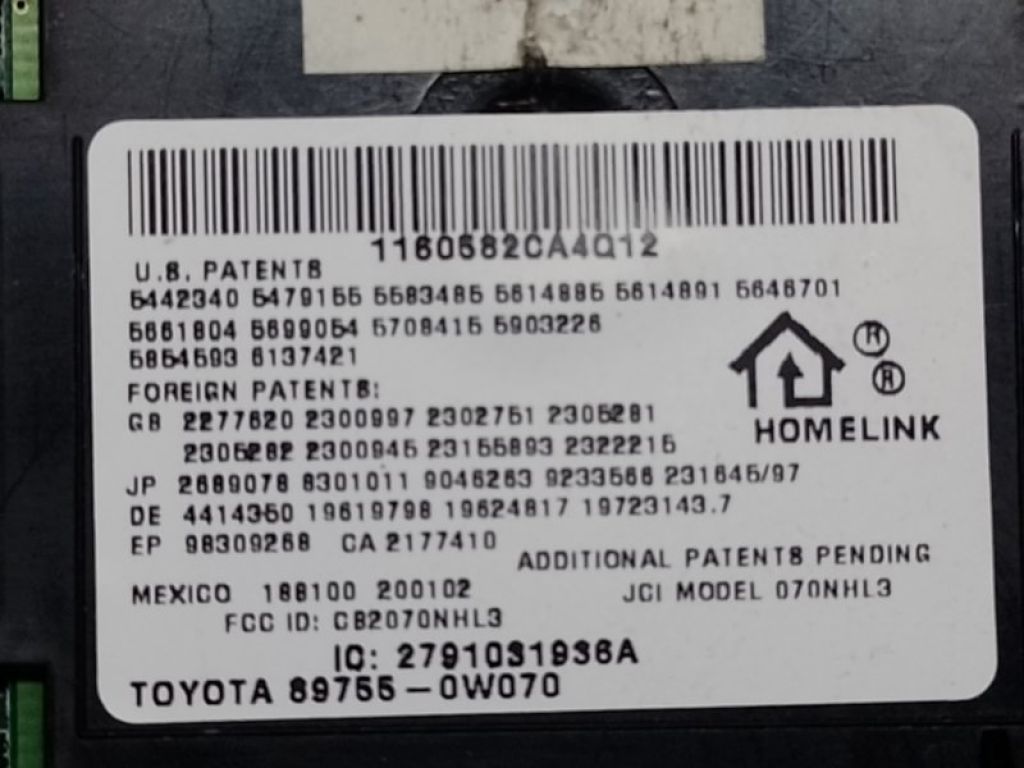 1160682CA4Q12
U.S. PATENTS
5442340 5479155 5583485 5614885 5614891 5646701
5661804 5699054 5708415 5903226
5854593 6137421
FOREIGN PATENTS:
GB 2277620 2300997 2302751 2305281
2305282 2300945 23155893 2322215
JP 2689078 8301011 9046263 9233566 231645/97
DE 4414350 19619798 19624817 19723143.7
EP 98309268 CA 2177410
ADDITIONAL PATENTS PENDING
MEXICO 188100 200102
JCI MODEL 070NHL3
FCC ID: CB2070NHL3
IC: 2791031936A
TOYOTA 89755-0W070
® ®
HOMELINK